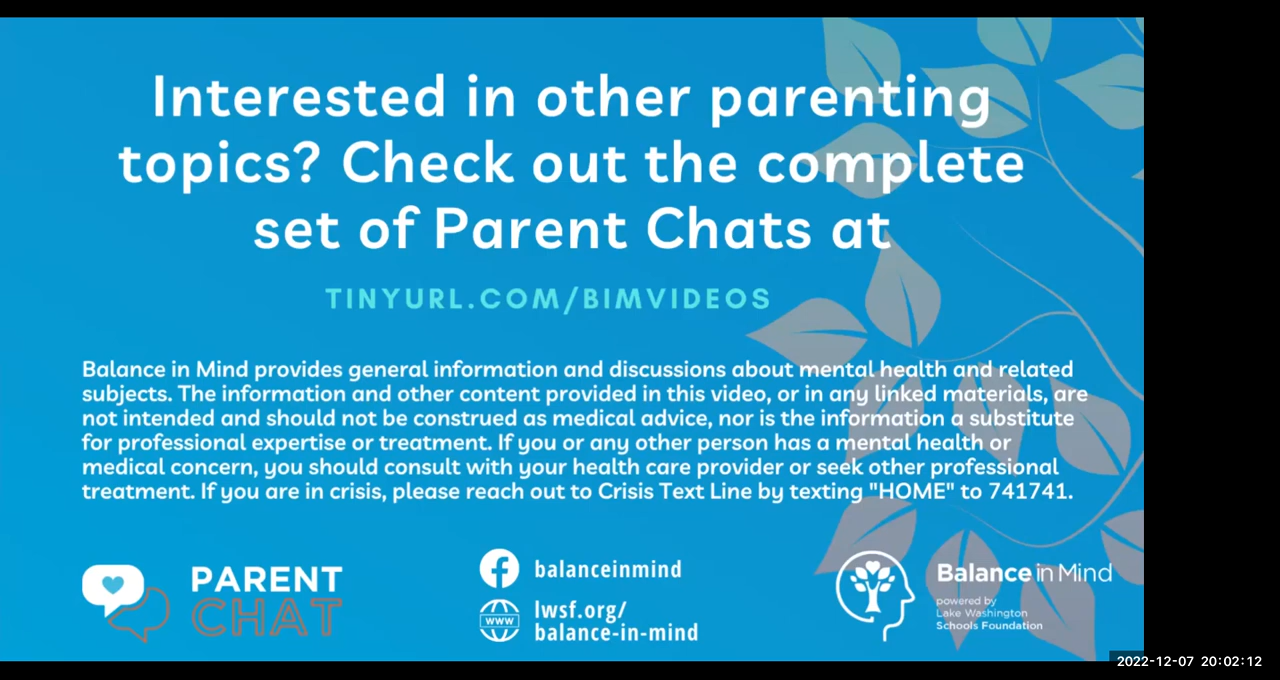 Interested in other parenting
topics? Check out the complete
set of Parent Chats at
TINYURL.COM/BIMVIDEOS
Balance in Mind provides general information and discussions about mental health and related
subjects. The information and other content provided in this video, or in any linked materials, are
not intended and should not be construed as medical advice, nor is the information a substitute
for professional expertise or treatment. If you or any other person has a mental health or
medical concern, you should consult with your health care provider or seek other professional
treatment. If you are in crisis, please reach out to Crisis Text Line by texting "HOME" to 741741.
PARENT
CHAT
balanceinmind
WWW
lwsf.org/
balance-in-mind
Balance in Mind
powered by
Lake Washington
Schools Foundation
2022-12-07 20:02:12